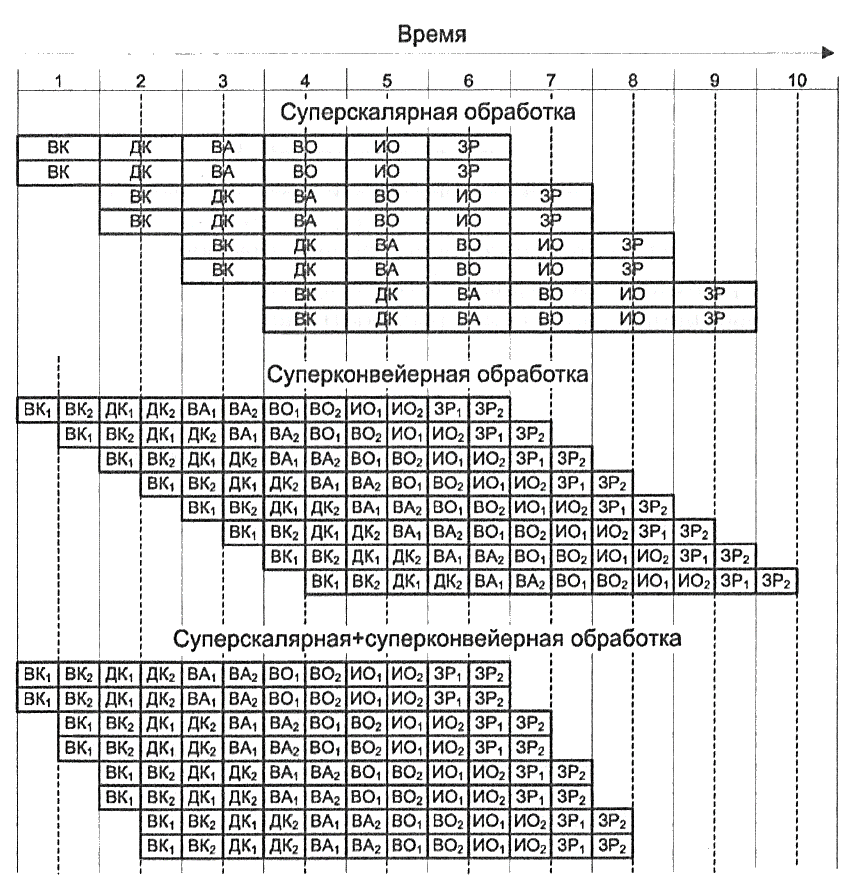 Время
1 2 3 4 5 6 7 8 9 10
Суперскалярная обработка
ВК ДК ВА ВО ИО ЗР
ВК ДК ВА ВО ИО ЗР
ВК ДК ВА ВО ИО ЗР
ВК ДК ВА ВО ИО ЗР
ВК ДК ВА ВО ИО ЗР
ВК ДК ВА ВО ИО ЗР
ВК ДК ВА ВО ИО ЗР
ВК ДК ВА ВО ИО ЗР
Суперконвейерная обработка
ВК₁ ВК₂ ДК₁ ДК₂ ВА₁ ВА₂ ВО₁ ВО₂ ИО₁ ИО₂ ЗР₁ ЗР₂
ВК₁ ВК₂ ДК₁ ДК₂ ВА₁ ВА₂ ВО₁ ВО₂ ИО₁ ИО₂ ЗР₁ ЗР₂
ВК₁ ВК₂ ДК₁ ДК₂ ВА₁ ВА₂ ВО₁ ВО₂ ИО₁ ИО₂ ЗР₁ ЗР₂
ВК₁ ВК₂ ДК₁ ДК₂ ВА₁ ВА₂ ВО₁ ВО₂ ИО₁ ИО₂ ЗР₁ ЗР₂
ВК₁ ВК₂ ДК₁ ДК₂ ВА₁ ВА₂ ВО₁ ВО₂ ИО₁ ИО₂ ЗР₁ ЗР₂
ВК₁ ВК₂ ДК₁ ДК₂ ВА₁ ВА₂ ВО₁ ВО₂ ИО₁ ИО₂ ЗР₁ ЗР₂
ВК₁ ВК₂ ДК₁ ДК₂ ВА₁ ВА₂ ВО₁ ВО₂ ИО₁ ИО₂ ЗР₁ ЗР₂
ВК₁ ВК₂ ДК₁ ДК₂ ВА₁ ВА₂ ВО₁ ВО₂ ИО₁ ИО₂ ЗР₁ ЗР₂
Суперскалярная+суперконвейерная обработка
ВК₁ ВК₂ ДК₁ ДК₂ ВА₁ ВА₂ ВО₁ ВО₂ ИО₁ ИО₂ ЗР₁ ЗР₂
ВК₁ ВК₂ ДК₁ ДК₂ ВА₁ ВА₂ ВО₁ ВО₂ ИО₁ ИО₂ ЗР₁ ЗР₂
ВК₁ ВК₂ ДК₁ ДК₂ ВА₁ ВА₂ ВО₁ ВО₂ ИО₁ ИО₂ ЗР₁ ЗР₂
ВК₁ ВК₂ ДК₁ ДК₂ ВА₁ ВА₂ ВО₁ ВО₂ ИО₁ ИО₂ ЗР₁ ЗР₂
ВК₁ ВК₂ ДК₁ ДК₂ ВА₁ ВА₂ ВО₁ ВО₂ ИО₁ ИО₂ ЗР₁ ЗР₂
ВК₁ ВК₂ ДК₁ ДК₂ ВА₁ ВА₂ ВО₁ ВО₂ ИО₁ ИО₂ ЗР₁ ЗР₂
ВК₁ ВК₂ ДК₁ ДК₂ ВА₁ ВА₂ ВО₁ ВО₂ ИО₁ ИО₂ ЗР₁ ЗР₂
ВК₁ ВК₂ ДК₁ ДК₂ ВА₁ ВА₂ ВО₁ ВО₂ ИО₁ ИО₂ ЗР₁ ЗР₂